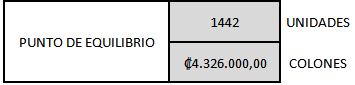 1442 UNIDADES
PUNTO DE EQUILIBRIO
₡4.326.000,00 COLONES